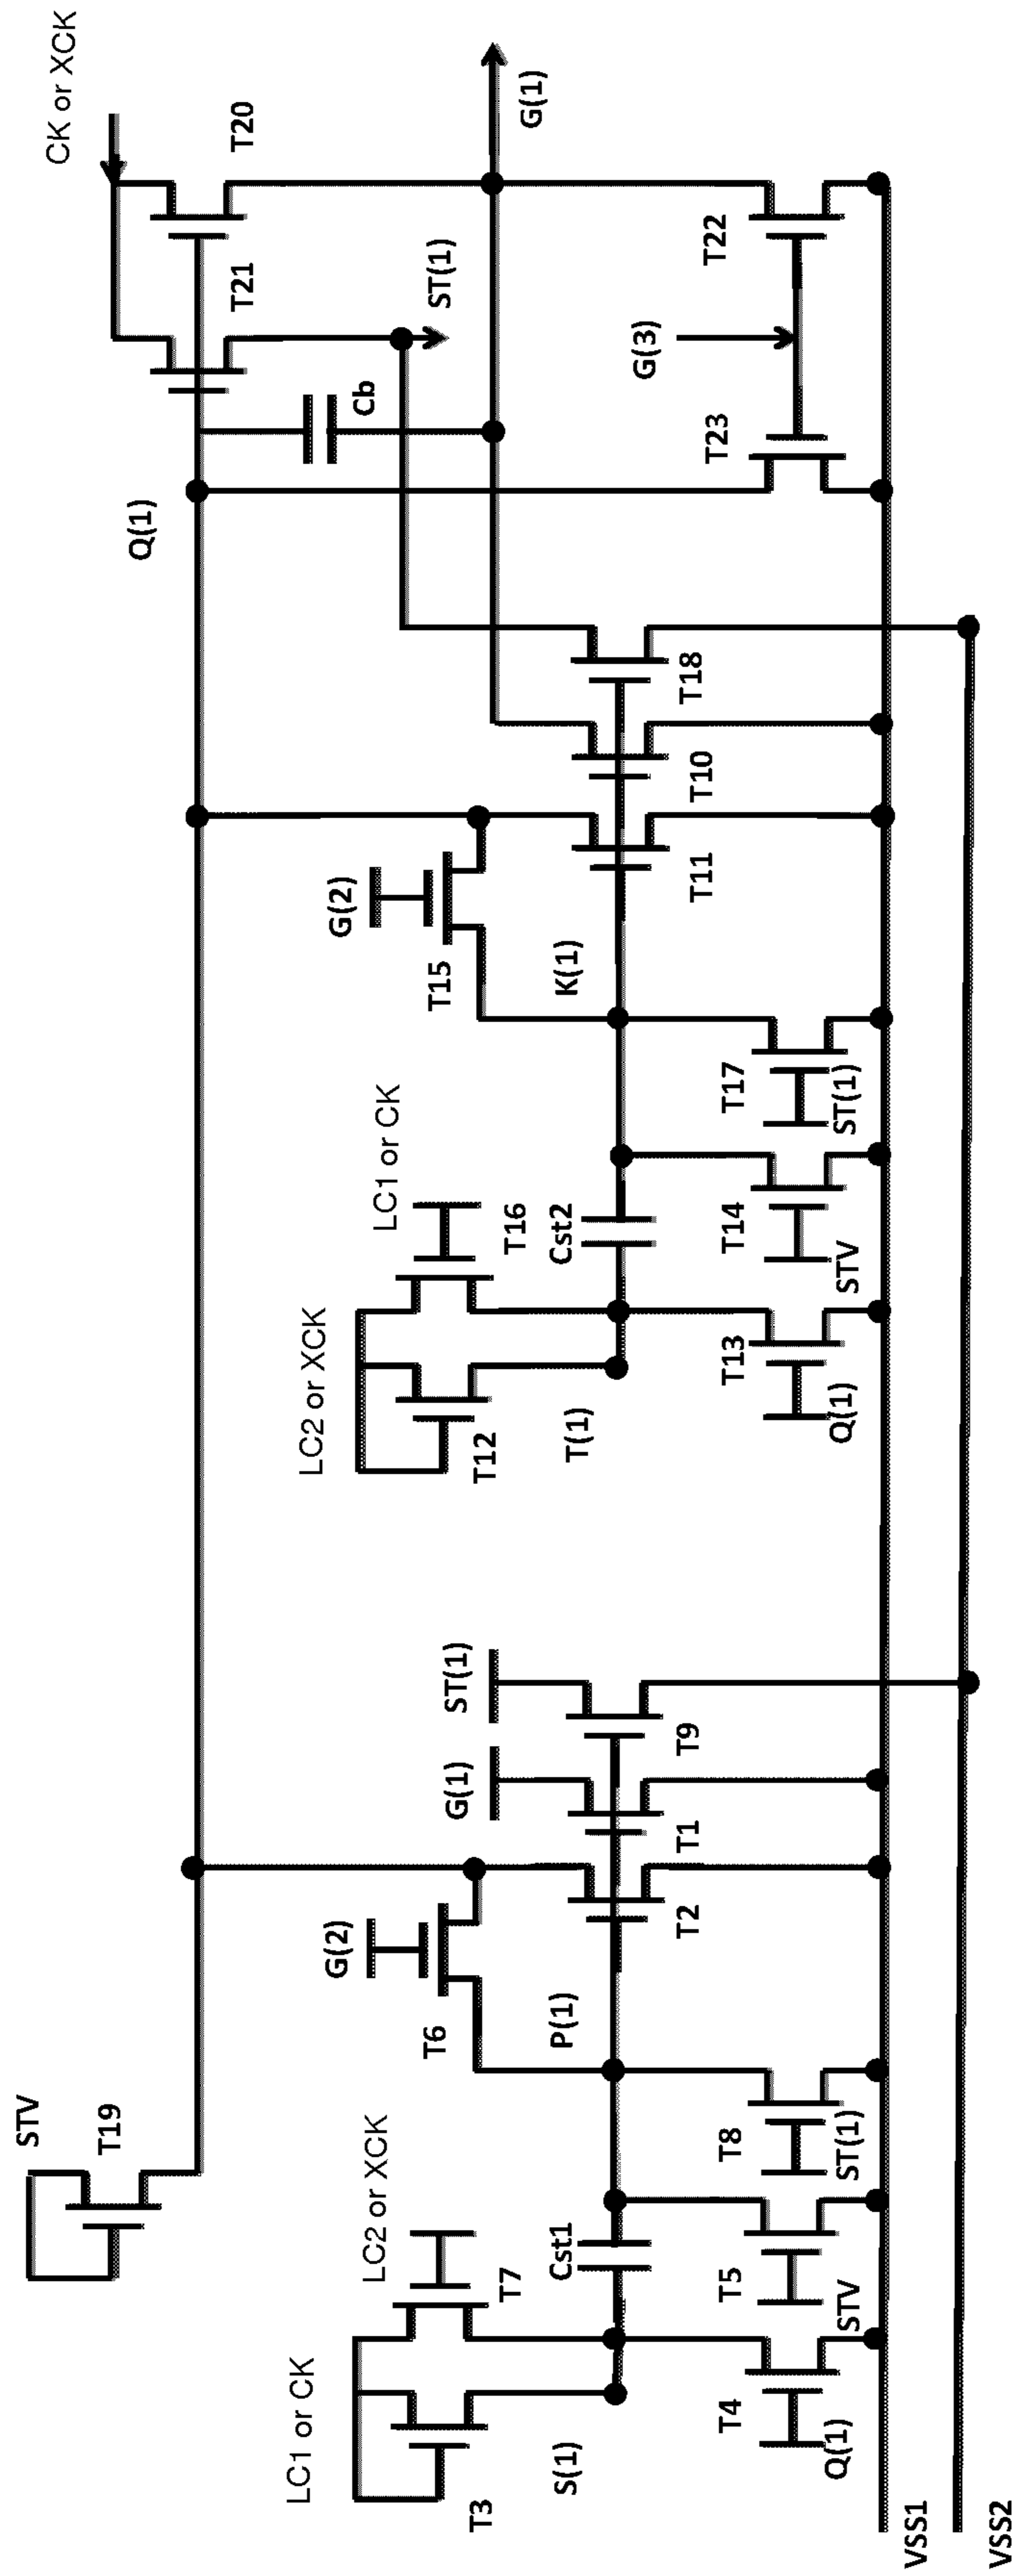 STV
T19
Q(1)
CK or XCK
T21
T20
Cb
ST(1)
G(1)
LC1 or CK
T3
LC2 or XCK
T7
S(1)
Cst1
T4
Q(1)
T5
STV
T8
ST(1)
G(2)
T6
P(1)
T2
G(1)
T1
ST(1)
T9
LC2 or XCK
T12
LC1 or CK
T16
T(1)
Cst2
T13
Q(1)
T14
STV
T17
ST(1)
G(2)
T15
K(1)
T11
T10
T18
T23
G(3)
T22
VSS1
VSS2